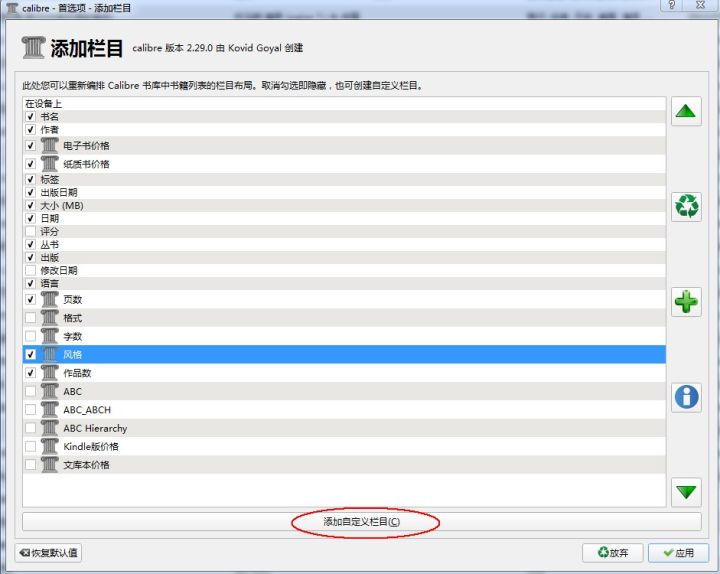 calibre - 首选项 - 添加栏目
添加栏目 calibre 版本 2.29.0 由 Kovid Goyal 创建
此处您可以重新编排 Calibre 书库中书籍列表的栏目布局。取消勾选即隐藏，也可创建自定义栏目。
在设备上
书名
作者
电子书价格
纸质书价格
标签
出版日期
大小 (MB)
日期
评分
丛书
出版
修改日期
语言
页数
格式
字数
风格
作品数
ABC
ABC_ABCH
ABC Hierarchy
Kindle版价格
文库本价格
添加自定义栏目(C)
恢复默认值
放弃
应用